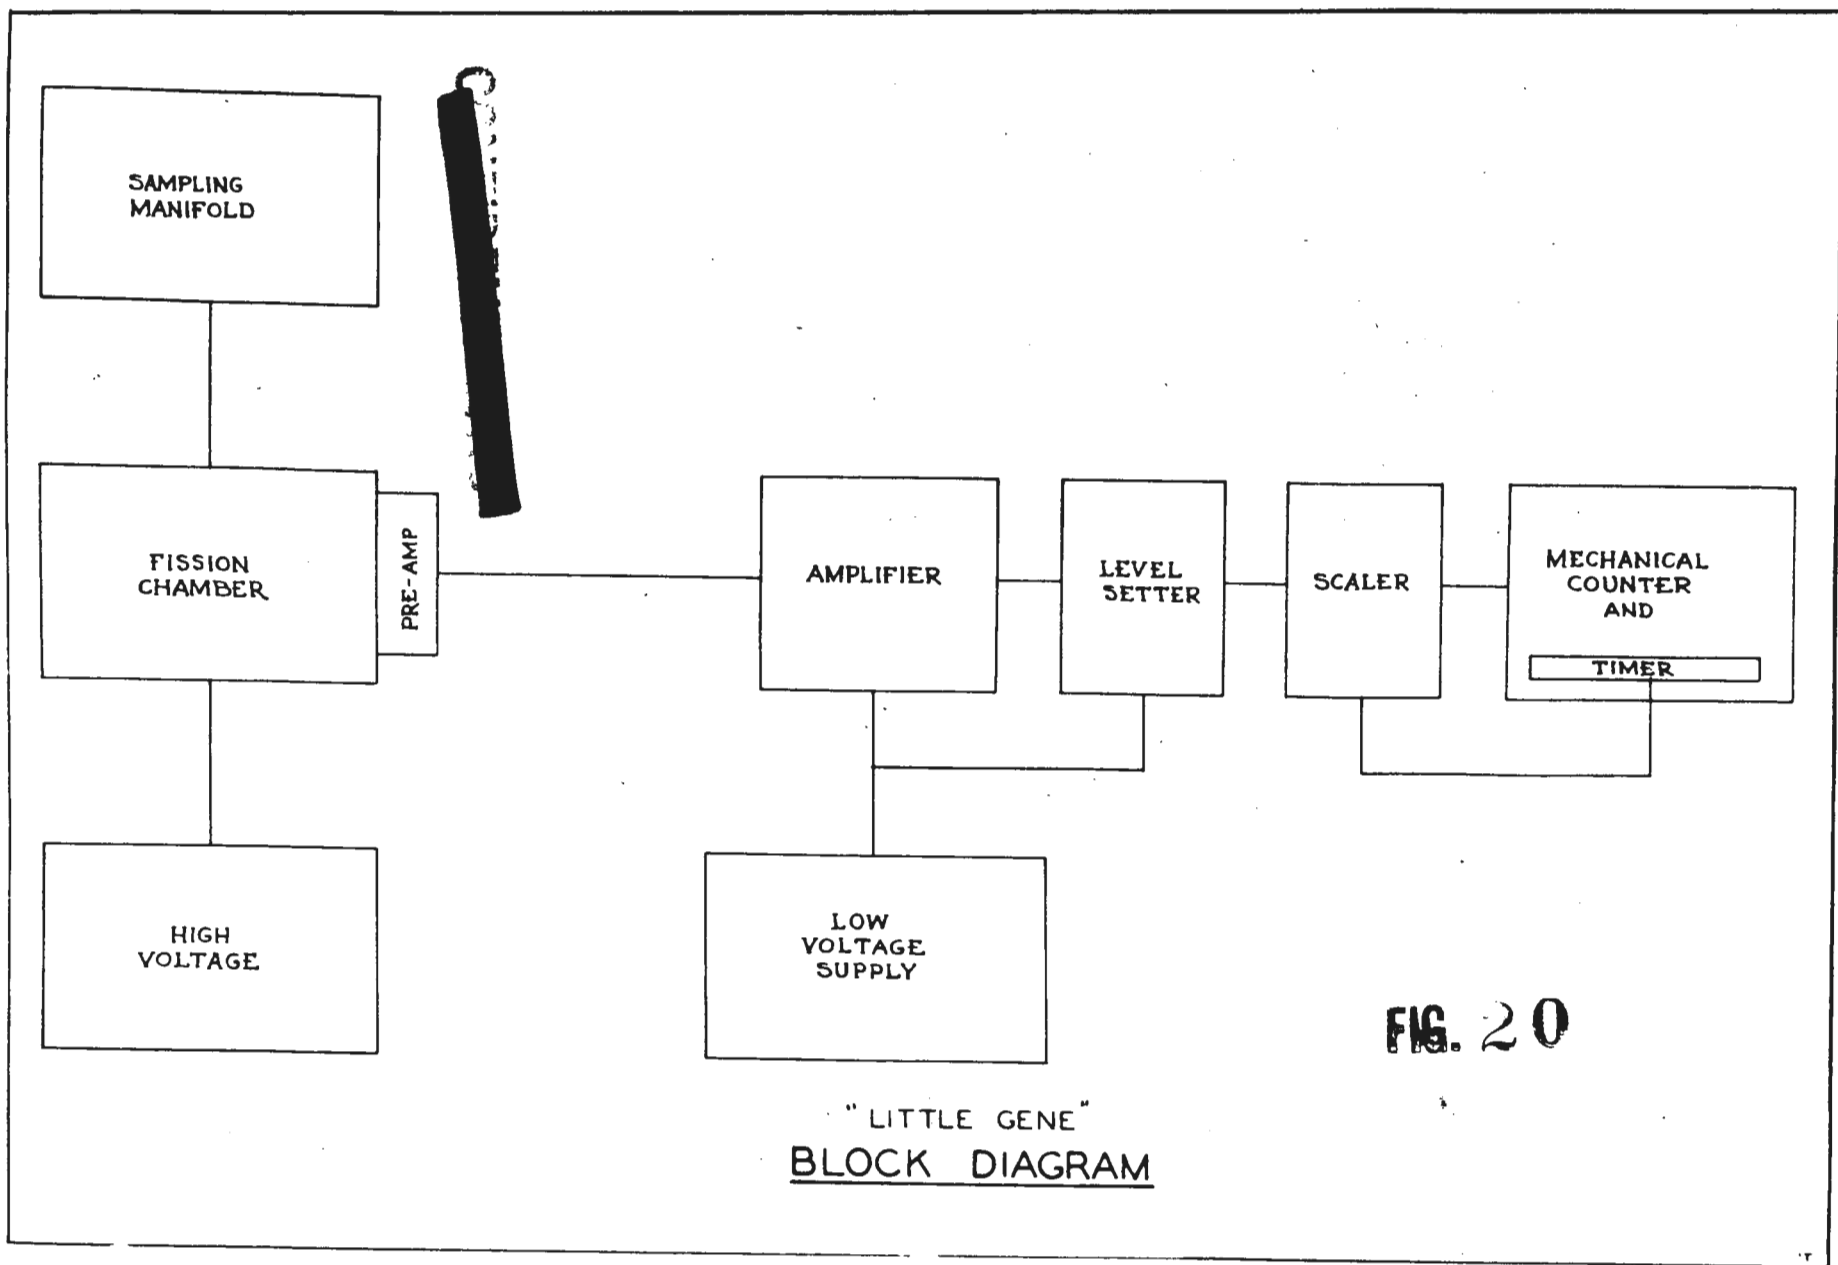 SAMPLING
MANIFOLD
FISSION
CHAMBER
PRE-AMP
AMPLIFIER
LEVEL
SETTER
SCALER
MECHANICAL
COUNTER
AND
TIMER
HIGH
VOLTAGE
LOW
VOLTAGE
SUPPLY
FIG. 20
"LITTLE GENE"
BLOCK DIAGRAM